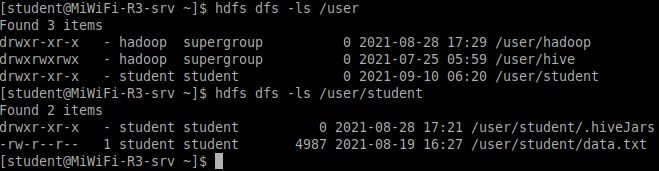 [student@MiWiFi-R3-srv ~]$ hdfs dfs -ls /user
Found 3 items
drwxr-xr-x   - hadoop  supergroup          0 2021-08-28 17:29 /user/hadoop
drwxrwxrwx   - hadoop  supergroup          0 2021-07-25 05:59 /user/hive
drwxr-xr-x   - student student             0 2021-09-10 06:20 /user/student
[student@MiWiFi-R3-srv ~]$ hdfs dfs -ls /user/student
Found 2 items
drwxr-xr-x   - student student          0 2021-08-28 17:21 /user/student/.hiveJars
-rw-r--r--   1 student student       4987 2021-08-19 16:27 /user/student/data.txt
[student@MiWiFi-R3-srv ~]$